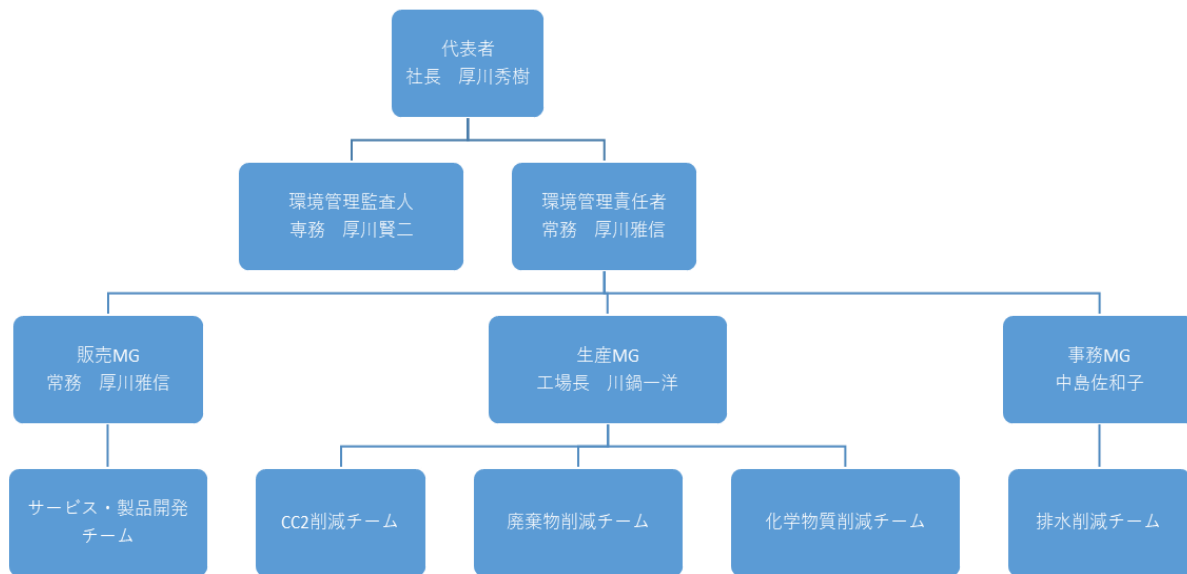 代表者
社長　厚川秀樹
環境管理監査人
専務　厚川賢二
環境管理責任者
常務　厚川雅信
販売MG
常務　厚川雅信
生産MG
工場長　川鍋一洋
事務MG
中島佐和子
サービス・製品開発
チーム
CC2削減チーム
廃棄物削減チーム
化学物質削減チーム
排水削減チーム